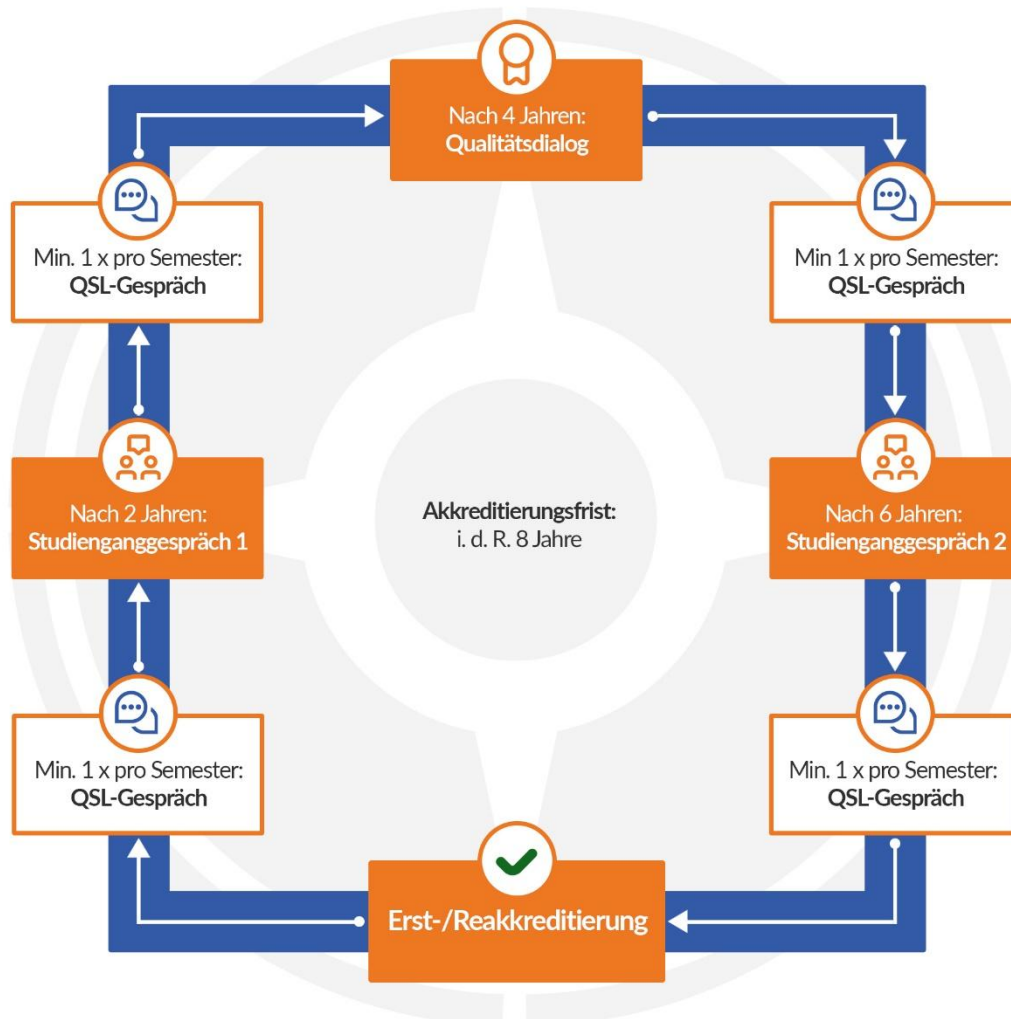 Nach 4 Jahren:
Qualitätsdialog
Min. 1 x pro Semester:
QSL-Gespräch
Min 1 x pro Semester:
QSL-Gespräch
Nach 2 Jahren:
Studienganggespräch 1
Akkreditierungsfrist:
i. d. R. 8 Jahre
Nach 6 Jahren:
Studienganggespräch 2
Min. 1 x pro Semester:
QSL-Gespräch
Min. 1 x pro Semester:
QSL-Gespräch
Erst-/Reakkreditierung